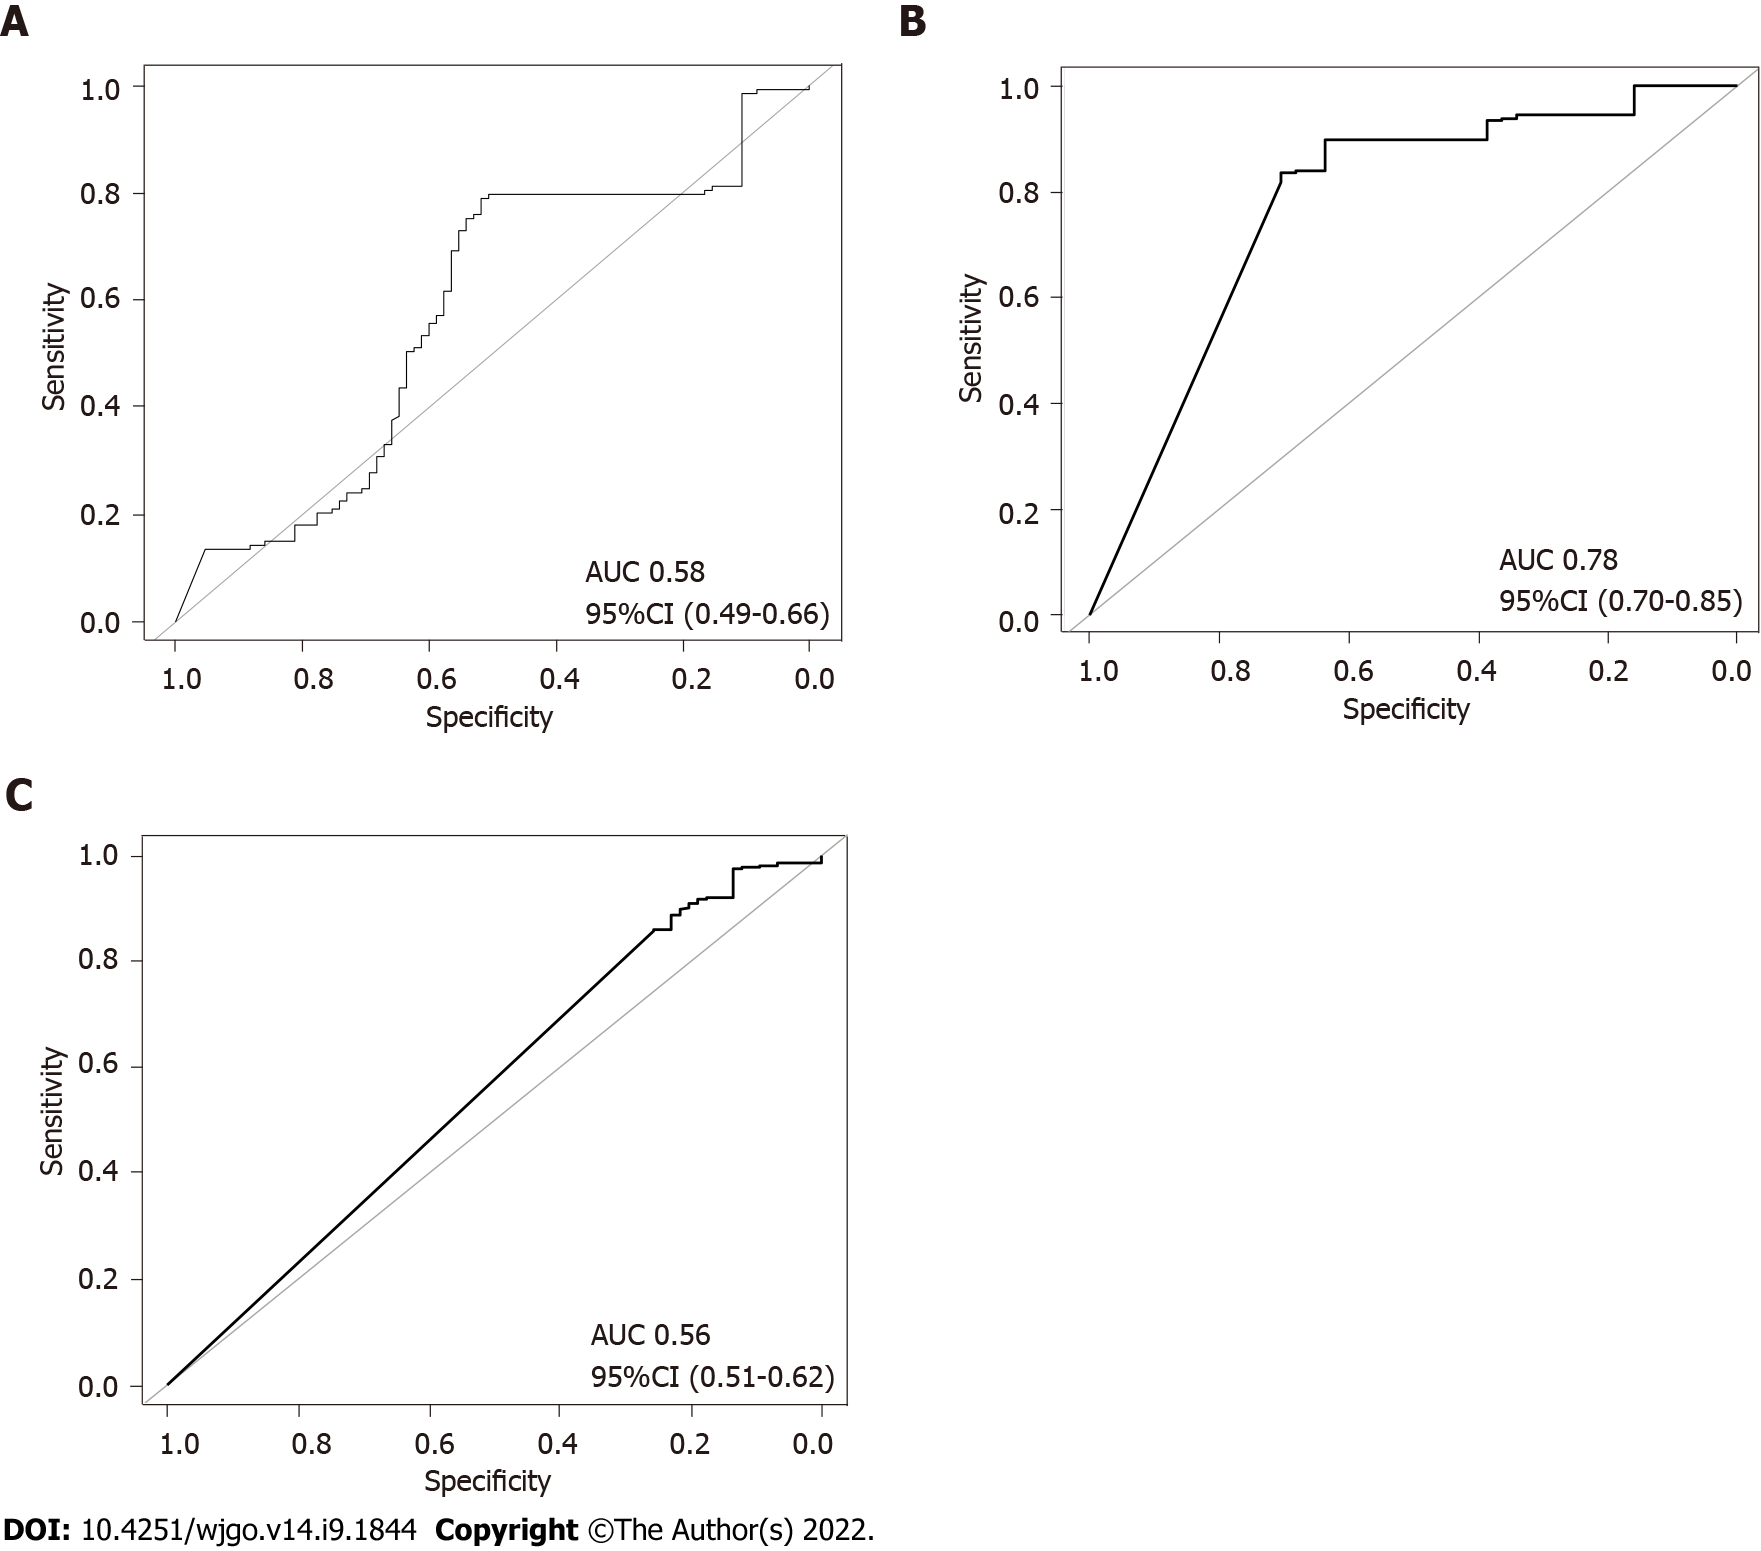 A
1.0
0.8
0.6
0.4
0.2
0.0
Sensitivity
AUC 0.58
95%CI (0.49-0.66)
1.0 0.8 0.6 0.4 0.2 0.0
Specificity
B
1.0
0.8
0.6
0.4
0.2
0.0
Sensitivity
AUC 0.78
95%CI (0.70-0.85)
1.0 0.8 0.6 0.4 0.2 0.0
Specificity
C
1.0
0.8
0.6
0.4
0.2
0.0
Sensitivity
AUC 0.56
95%CI (0.51-0.62)
1.0 0.8 0.6 0.4 0.2 0.0
Specificity
DOI: 10.4251/wjgo.v14.i9.1844 Copyright ©The Author(s) 2022.